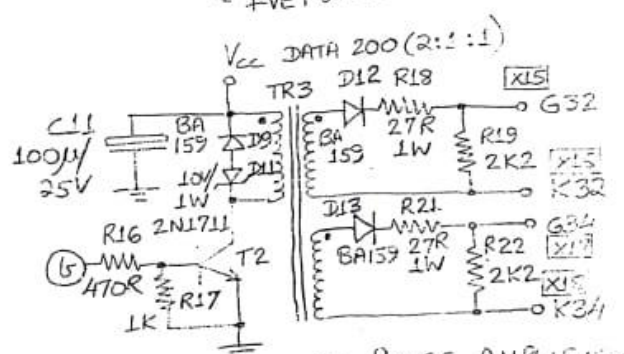 Vcc DATA 200 (2:1:1)
D12 R18
X15
TR3
G32
C11
100µ/
25V
BA
159
D9
BA
159
27R
1W
R19
2K2
X16
K32
10V/
1W
D11
D13
R21
G34
R16
2N1711
T2
BA159
27R
1W
R22
2K2
X17
470R
R17
1K
K34